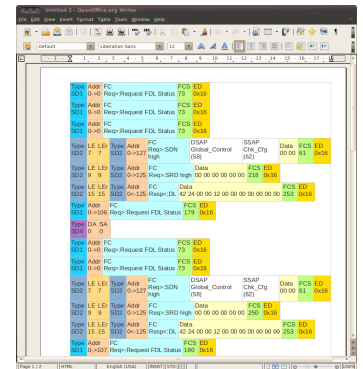 Untitled 2 - OpenOffice.org Writer
File Edit View Insert Format Table Tools Window Help
Default Liberation Sans 12
Type Addr FC FCS ED
SD1 0->0 Req>:Request FDL Status 73 0x16
Type Addr FC FCS ED
SD1 0->0 Req>:Request FDL Status 73 0x16
Type Addr FC FCS ED
SD1 0->0 Req>:Request FDL Status 73 0x16
Type LE LEr Type Addr FC DSAP SSAP Data FCS ED
SD2 7 7 SD2 0->127 Req>:SDN high Global_Control (58) Chk_Cfg (62) 00 00 61 0x16
Type LE LEr Type Addr FC Data FCS ED
SD2 9 9 SD2 0->125 Req>:SRD high 00 00 00 00 00 00 218 0x16
Type LE LEr Type Addr FC Data FCS ED
SD2 15 15 SD2 0<-125 Resp<:DL 42 24 00 00 12 00 00 00 00 00 00 00 253 0x16
Type Addr FC FCS ED
SD1 0->106 Req>:Request FDL Status 179 0x16
Type DA SA
SD4 0 0
Type Addr FC FCS ED
SD1 0->0 Req>:Request FDL Status 73 0x16
Type Addr FC FCS ED
SD1 0->0 Req>:Request FDL Status 73 0x16
Type LE LEr Type Addr FC DSAP SSAP Data FCS ED
SD2 7 7 SD2 0->127 Req>:SDN high Global_Control (58) Chk_Cfg (62) 00 00 61 0x16
Type LE LEr Type Addr FC Data FCS ED
SD2 9 9 SD2 0->125 Req>:SRD high 00 00 00 00 00 00 250 0x16
Type LE LEr Type Addr FC Data FCS ED
SD2 15 15 SD2 0<-125 Resp<:DL 42 24 00 00 12 00 00 00 00 00 00 00 253 0x16
Type Addr FC FCS ED
SD1 0->107 Req>:Request FDL Status 180 0x16
Page 1 / 2 HTML English (USA) INSRT STD 100%